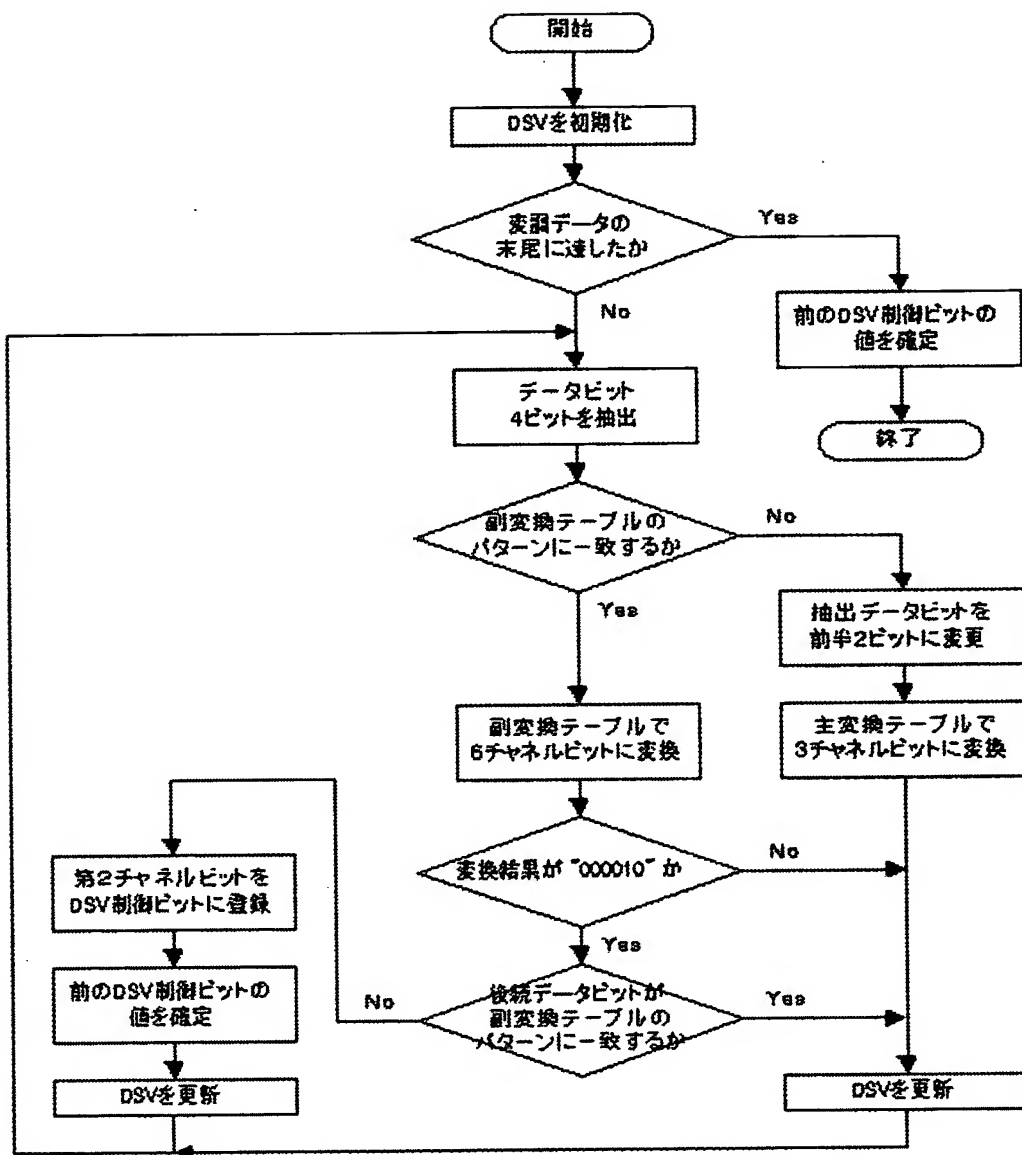 開始
DSVを初期化
変調データの
末尾に達したか
Yes
No
前のDSV制御ビットの
値を確定
終了
データビット
4ビットを抽出
副変換テーブルの
パターンに一致するか
No
Yes
抽出データビットを
前半2ビットに変更
副変換テーブルで
6チャネルビットに変換
主変換テーブルで
3チャネルビットに変換
変換結果が"000010"か
No
Yes
第2チャネルビットを
DSV制御ビットに登録
前のDSV制御ビットの
値を確定
No
後続データビットが
副変換テーブルの
パターンに一致するか
Yes
DSVを更新
DSVを更新